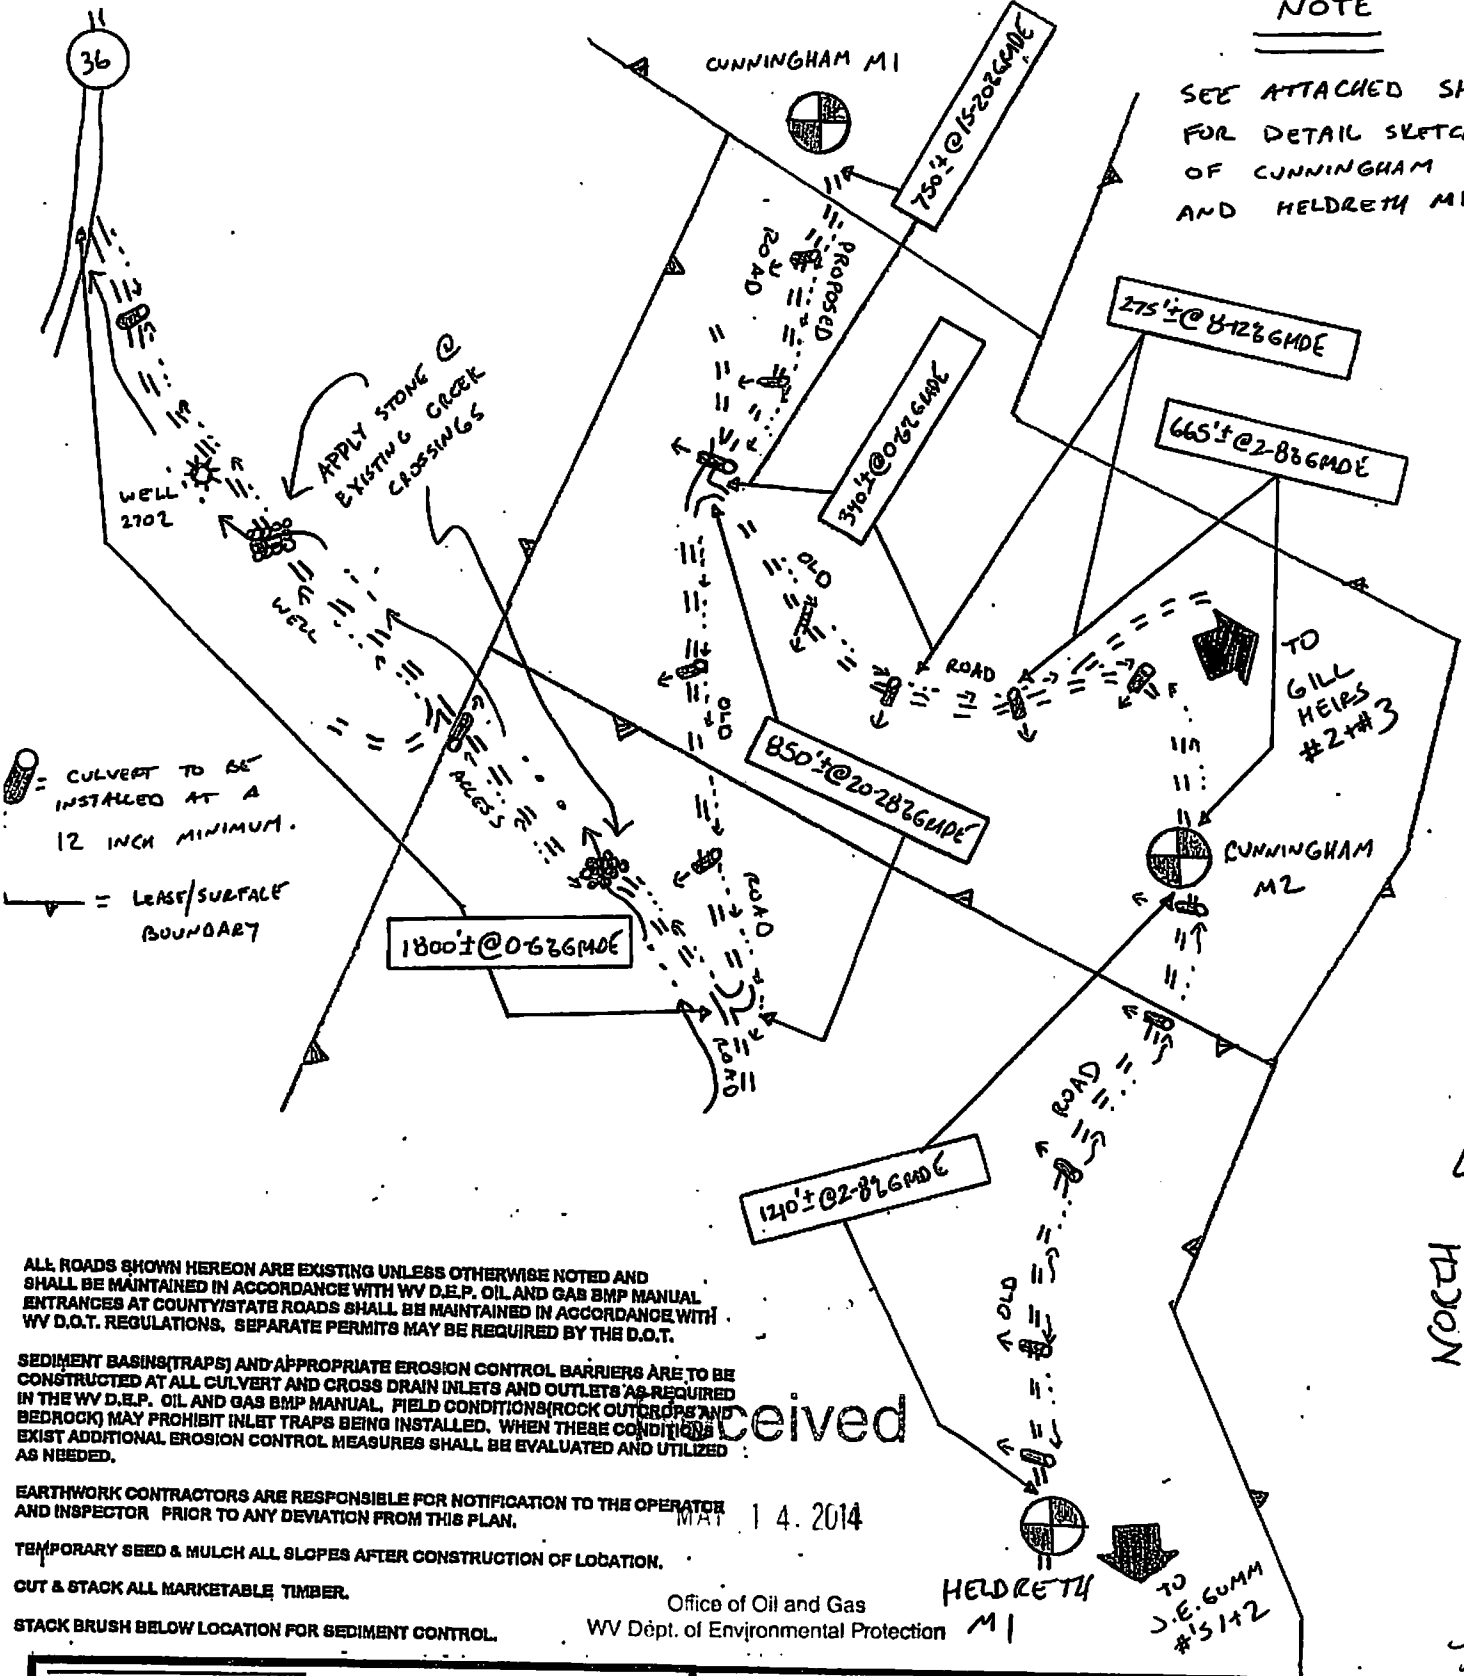 36
CUNNINGHAM M1
NOTE
SEE ATTACHED
FOR DETAIL
OF CUNNINGHAM
AND HELDRETH
750'± @ 15-20% GRADE
PROPOSED
ROAD
275'± @ 8-12% GRADE
665'± @ 2-8% GRADE
340'± @ 0-6% GRADE
APPLY STONE @
EXISTING CREEK
CROSSINGS
WELL
2702
WELL
ACCESS
ROAD
OLD
ROAD
OLD
ROAD
TO
GILL
HEIRS
#2+#3
850'± @ 20-28% GRADE
= CULVERT TO BE
INSTALLED AT A
12 INCH MINIMUM.
= LEASE/SURFACE
BOUNDARY
1800'± @ 0-6% GRADE
CUNNINGHAM
M2
ROAD
OLD
@ 2-8% GRADE
NORTH
ALL ROADS SHOWN HEREON ARE EXISTING UNLESS OTHERWISE NOTED AND
SHALL BE MAINTAINED IN ACCORDANCE WITH WV D.E.P. OIL AND GAS BMP MANUAL
ENTRANCES AT COUNTY/STATE ROADS SHALL BE MAINTAINED IN ACCORDANCE WITH
WV D.O.T. REGULATIONS. SEPARATE PERMITS MAY BE REQUIRED BY THE D.O.T.
SEDIMENT BASINS(TRAPS) AND APPROPRIATE EROSION CONTROL BARRIERS ARE TO BE
CONSTRUCTED AT ALL CULVERT AND CROSS DRAIN INLETS AND OUTLETS AS REQUIRED
IN THE WV D.E.P. OIL AND GAS BMP MANUAL. FIELD CONDITIONS(ROCK OUTCROPS AND
BEDROCK) MAY PROHIBIT INLET TRAPS BEING INSTALLED. WHEN THESE CONDITIONS
EXIST ADDITIONAL EROSION CONTROL MEASURES SHALL BE EVALUATED AND UTILIZED
AS NEEDED.
EARTHWORK CONTRACTORS ARE RESPONSIBLE FOR NOTIFICATION TO THE OPERATOR
AND INSPECTOR PRIOR TO ANY DEVIATION FROM THIS PLAN.
TEMPORARY SEED & MULCH ALL SLOPES AFTER CONSTRUCTION OF LOCATION.
CUT & STACK ALL MARKETABLE TIMBER.
STACK BRUSH BELOW LOCATION FOR SEDIMENT CONTROL.
Received
MAY 14 2014
Office of Oil and Gas
WV Dept. of Environmental Protection
HELDRETH
M1
TO
J.E. GUMM
#'S 1+2